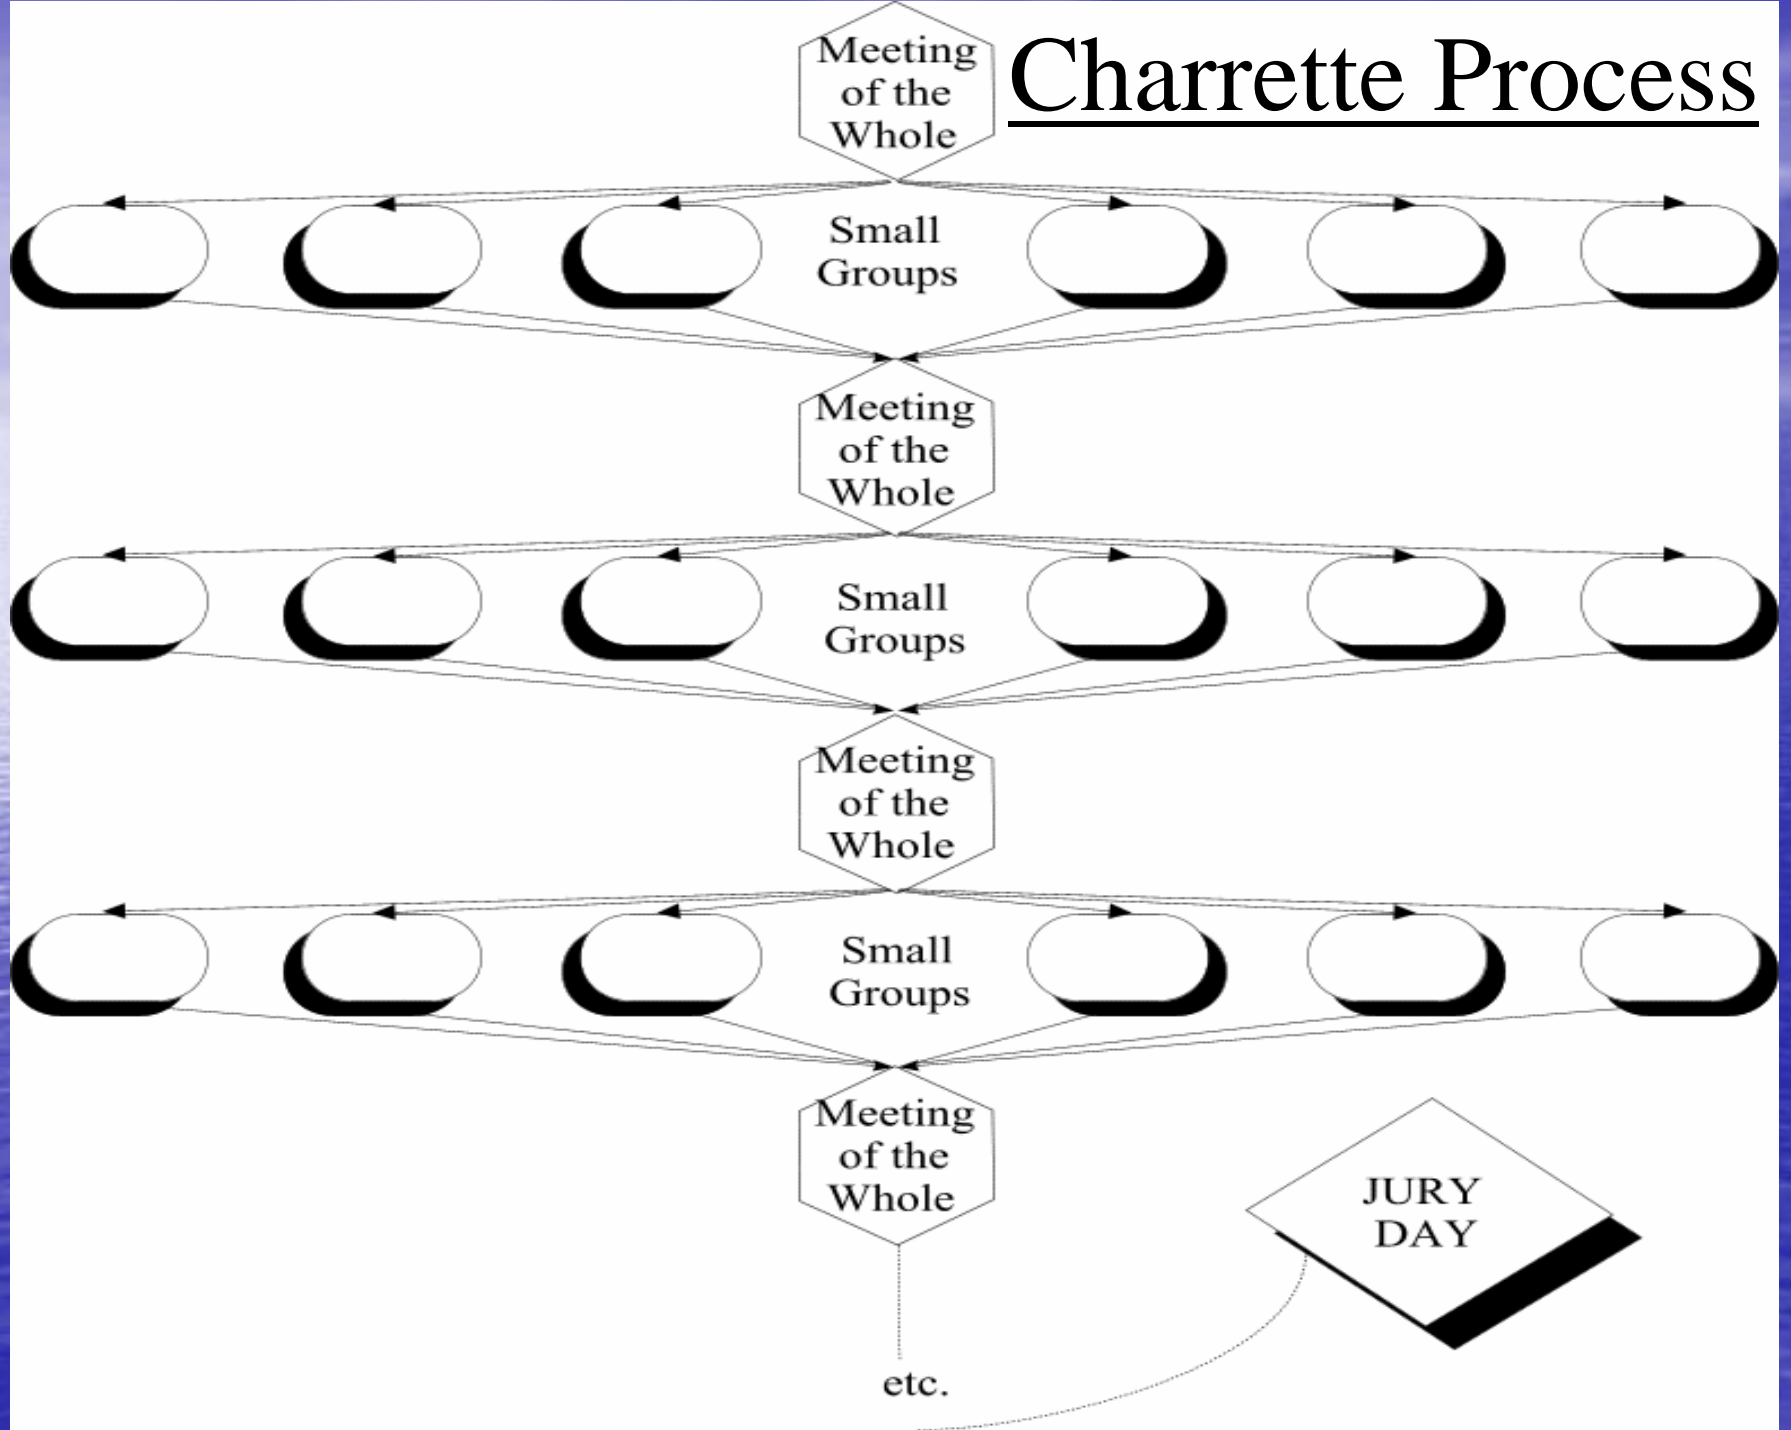 Charrette Process
Meeting
of the
Whole
Small
Groups
Meeting
of the
Whole
Small
Groups
Meeting
of the
Whole
Small
Groups
Meeting
of the
Whole
JURY
DAY
etc.